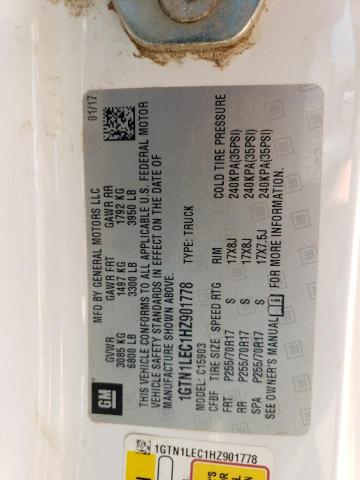 MFD BY GENERAL MOTORS LLC 01/17
GVWR GAWR FRT GAWR RR
3085 KG 1497 KG 1792 KG
6800 LB 3300 LB 3950 LB
THIS VEHICLE CONFORMS TO ALL APPLICABLE U.S. FEDERAL MOTOR
VEHICLE SAFETY STANDARDS IN EFFECT ON THE DATE OF
MANUFACTURE SHOWN ABOVE.
1GTN1LEC1HZ901778 TYPE: TRUCK
MODEL: C15903
CFBF TIRE SIZE SPEED RTG RIM COLD TIRE PRESSURE
FRT P255/70R17 S 17X8J 240KPA(35PSI)
RR P255/70R17 S 17X8J 240KPA(35PSI)
SPA P255/70R17 S 17X7.5J 240KPA(35PSI)
SEE OWNER'S MANUAL FOR MORE INFORMATION.
GM
1GTN1LEC1HZ901778